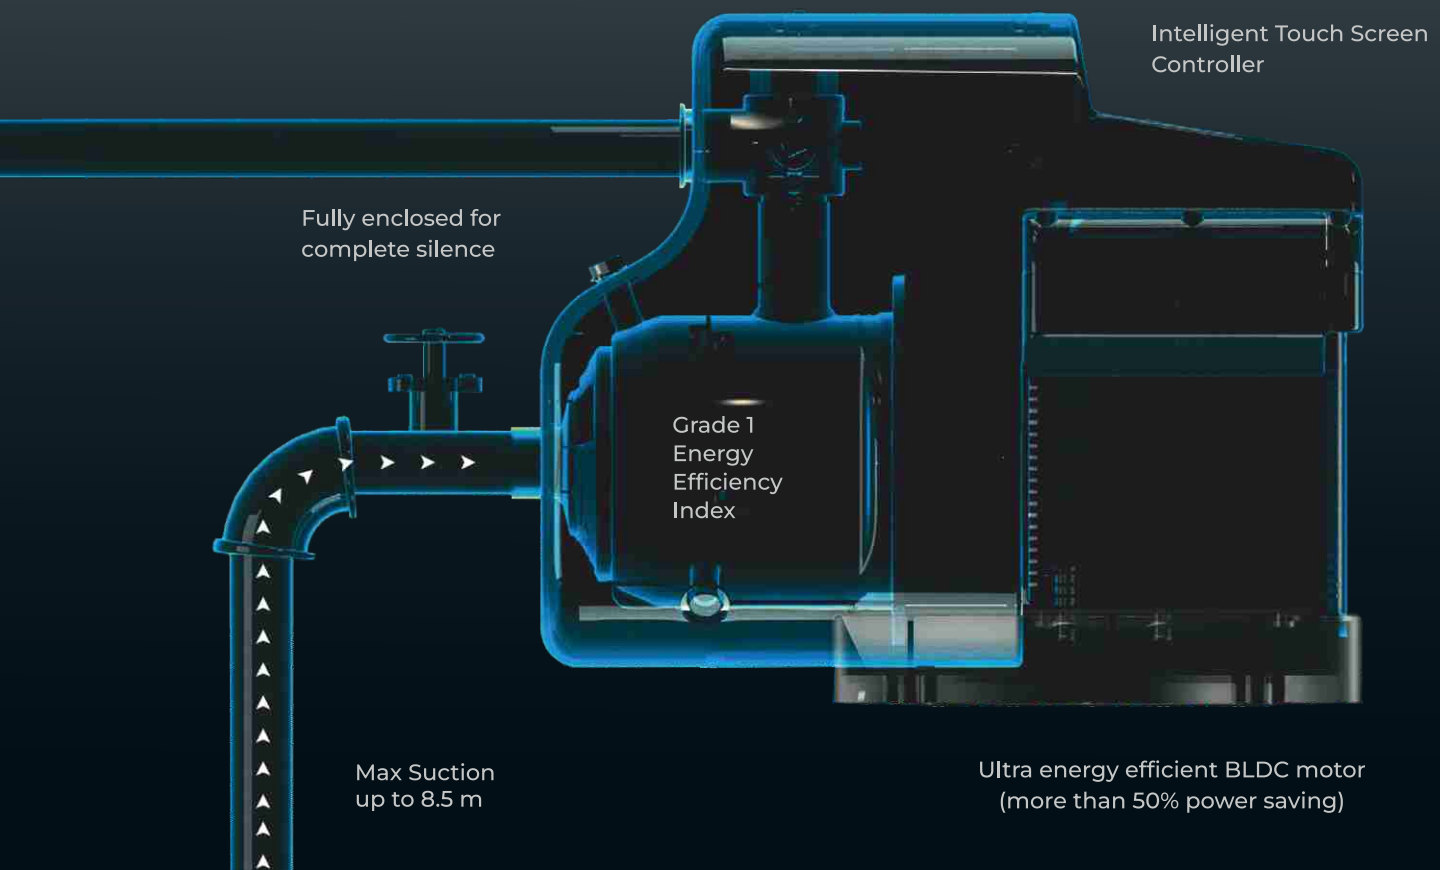 Intelligent Touch Screen
Controller
Fully enclosed for
complete silence
Grade 1
Energy
Efficiency
Index
Max Suction
up to 8.5 m
Ultra energy efficient BLDC motor
(more than 50% power saving)